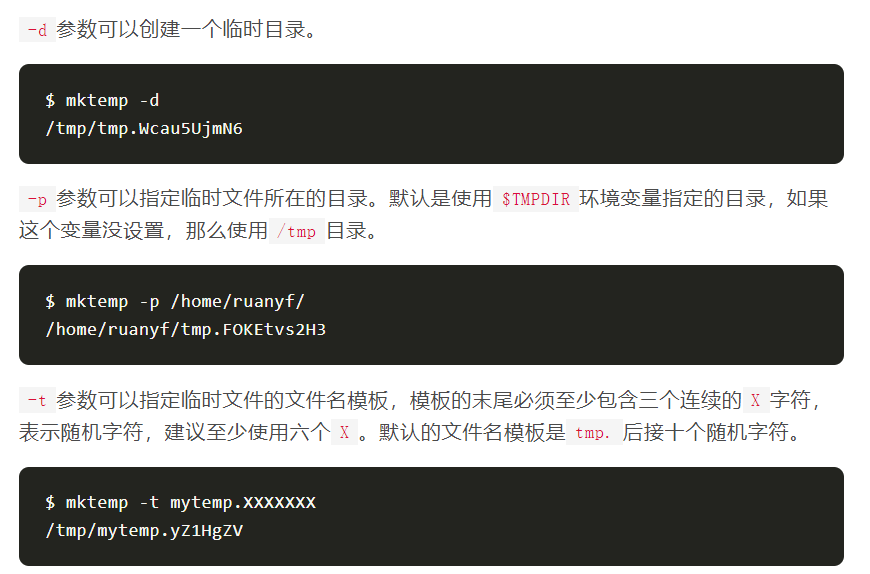 -d 参数可以创建一个临时目录。
$ mktemp -d
/tmp/tmp.Wcau5UjmN6
-p 参数可以指定临时文件所在的目录。默认是使用 $TMPDIR 环境变量指定的目录，如果
这个变量没设置，那么使用 /tmp 目录。
$ mktemp -p /home/ruanyf/
/home/ruanyf/tmp.FOKEtvs2H3
-t 参数可以指定临时文件的文件名模板，模板的末尾必须至少包含三个连续的 X 字符，
表示随机字符，建议至少使用六个 X 。默认的文件名模板是 tmp. 后接十个随机字符。
$ mktemp -t mytemp.XXXXXXX
/tmp/mytemp.yZ1HgZV